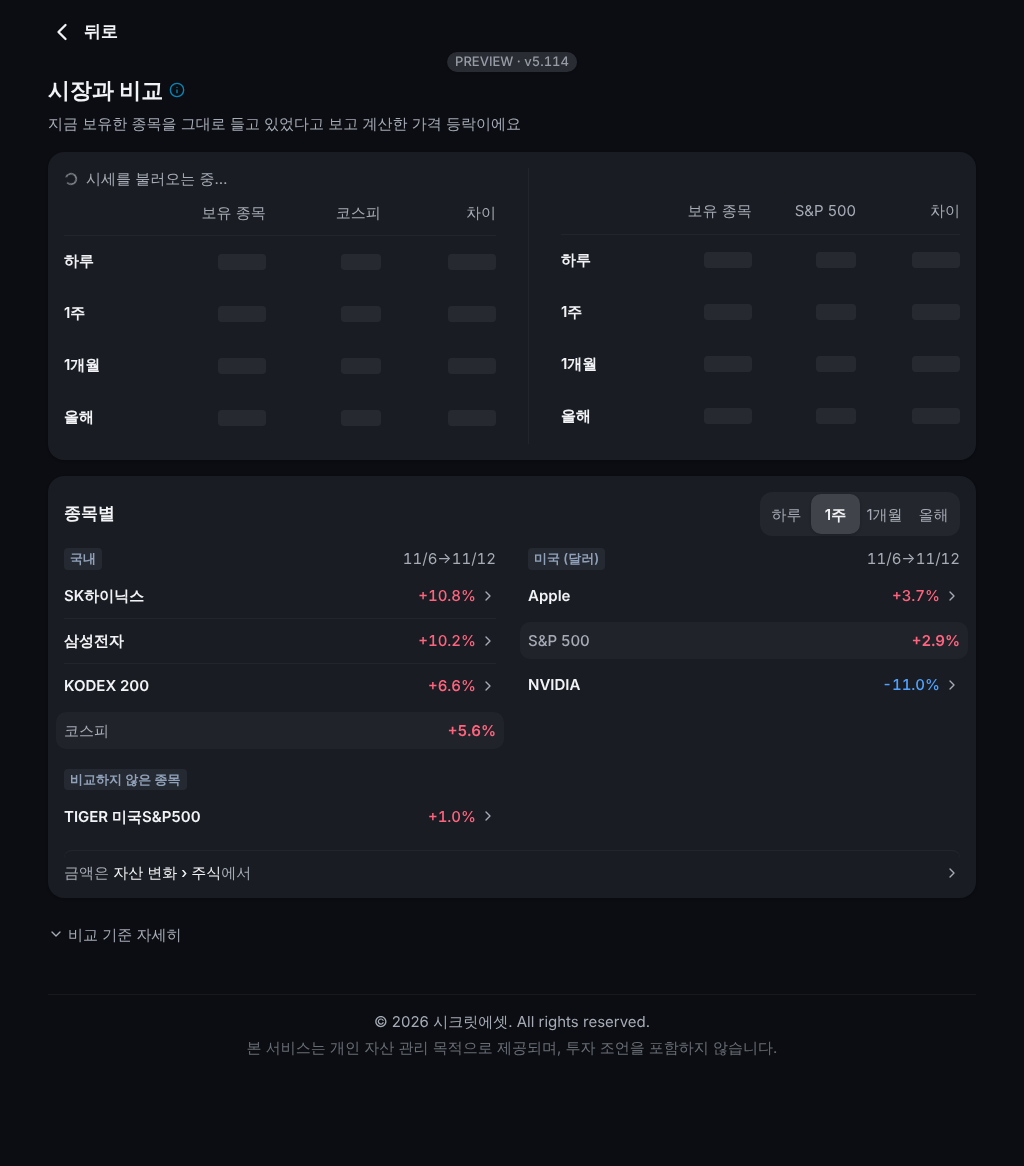 뒤로
PREVIEW · v5.114
시장과 비교
지금 보유한 종목을 그대로 들고 있었다고 보고 계산한 가격 등락이에요
시세를 불러오는 중…
보유 종목 코스피 차이
하루
1주
1개월
올해
보유 종목 S&P 500 차이
하루
1주
1개월
올해
종목별
하루 1주 1개월 올해
국내 11/6→11/12
SK하이닉스 +10.8%
삼성전자 +10.2%
KODEX 200 +6.6%
코스피 +5.6%
비교하지 않은 종목
TIGER 미국S&P500 +1.0%
미국 (달러) 11/6→11/12
Apple +3.7%
S&P 500 +2.9%
NVIDIA -11.0%
금액은 자산 변화 › 주식에서
비교 기준 자세히
© 2026 시크릿에셋. All rights reserved.
본 서비스는 개인 자산 관리 목적으로 제공되며, 투자 조언을 포함하지 않습니다.